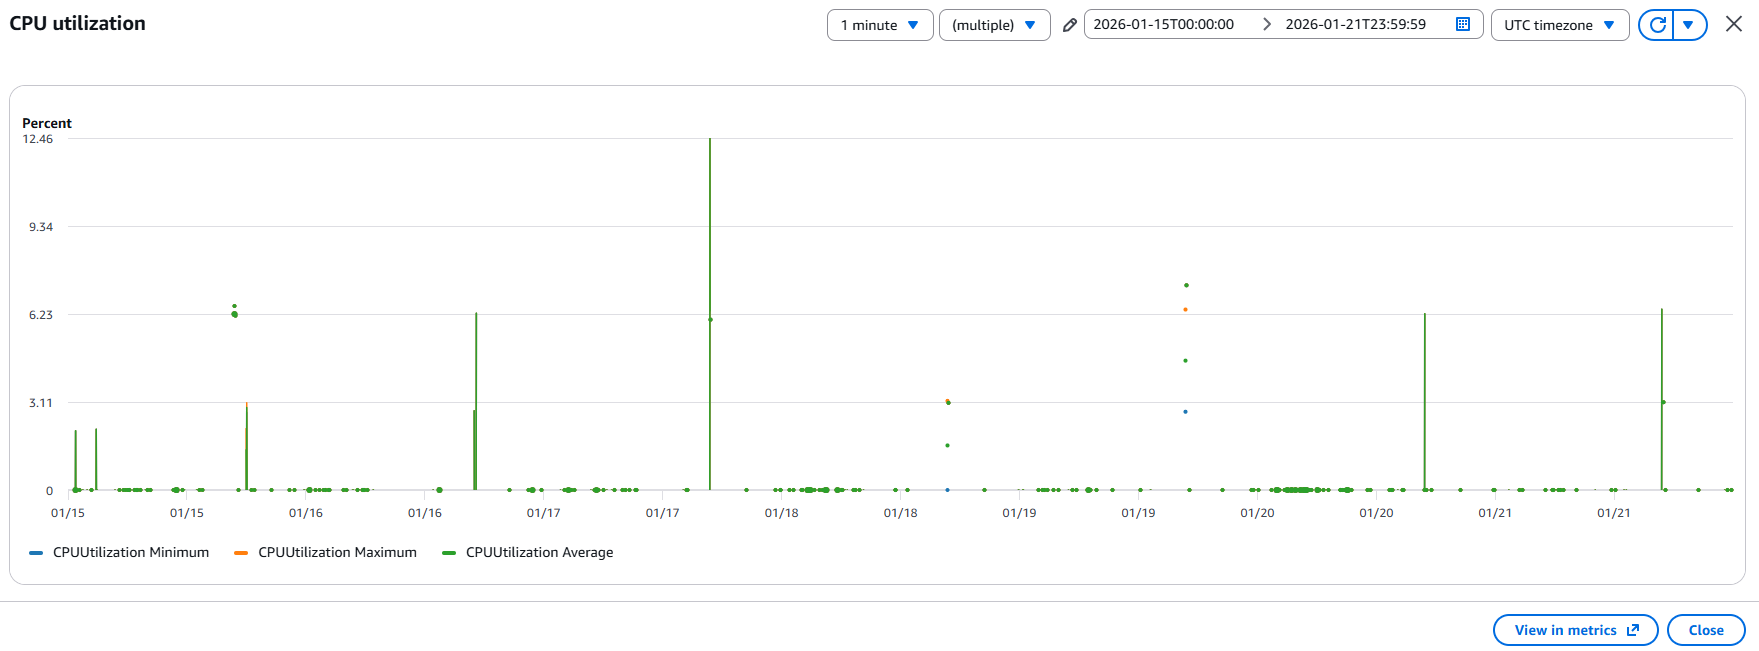 CPU utilization
1 minute (multiple) 2026-01-15T00:00:00 2026-01-21T23:59:59 UTC timezone
Percent
12.46
9.34
6.23
3.11
0
01/15 01/15 01/16 01/16 01/17 01/17 01/18 01/18 01/19 01/19 01/20 01/20 01/21 01/21
CPUUtilization Minimum CPUUtilization Maximum CPUUtilization Average
View in metrics Close